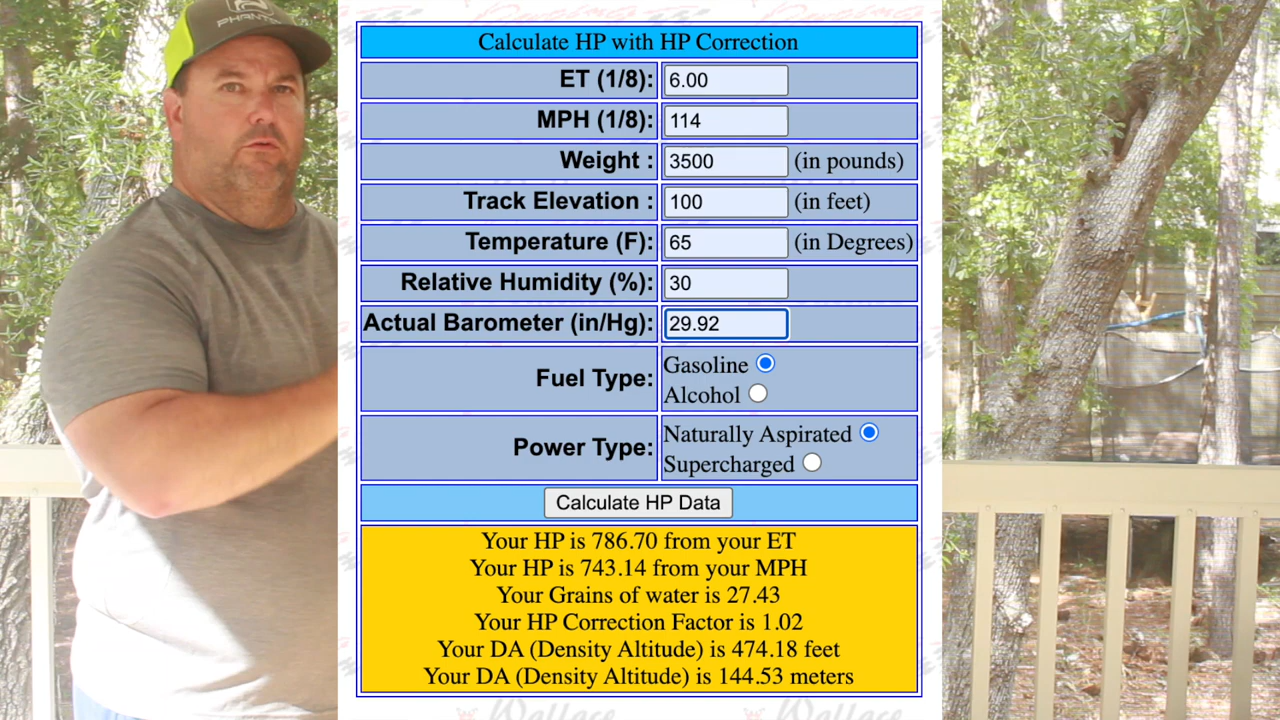 PHANTOM
Calculate HP with HP Correction
ET (1/8): 6.00
MPH (1/8): 114
Weight : 3500 (in pounds)
Track Elevation : 100 (in feet)
Temperature (F): 65 (in Degrees)
Relative Humidity (%): 30
Actual Barometer (in/Hg): 29.92
Fuel Type: Gasoline
Alcohol
Power Type: Naturally Aspirated
Supercharged
Calculate HP Data
Your HP is 786.70 from your ET
Your HP is 743.14 from your MPH
Your Grains of water is 27.43
Your HP Correction Factor is 1.02
Your DA (Density Altitude) is 474.18 feet
Your DA (Density Altitude) is 144.53 meters
Wallace Wallace